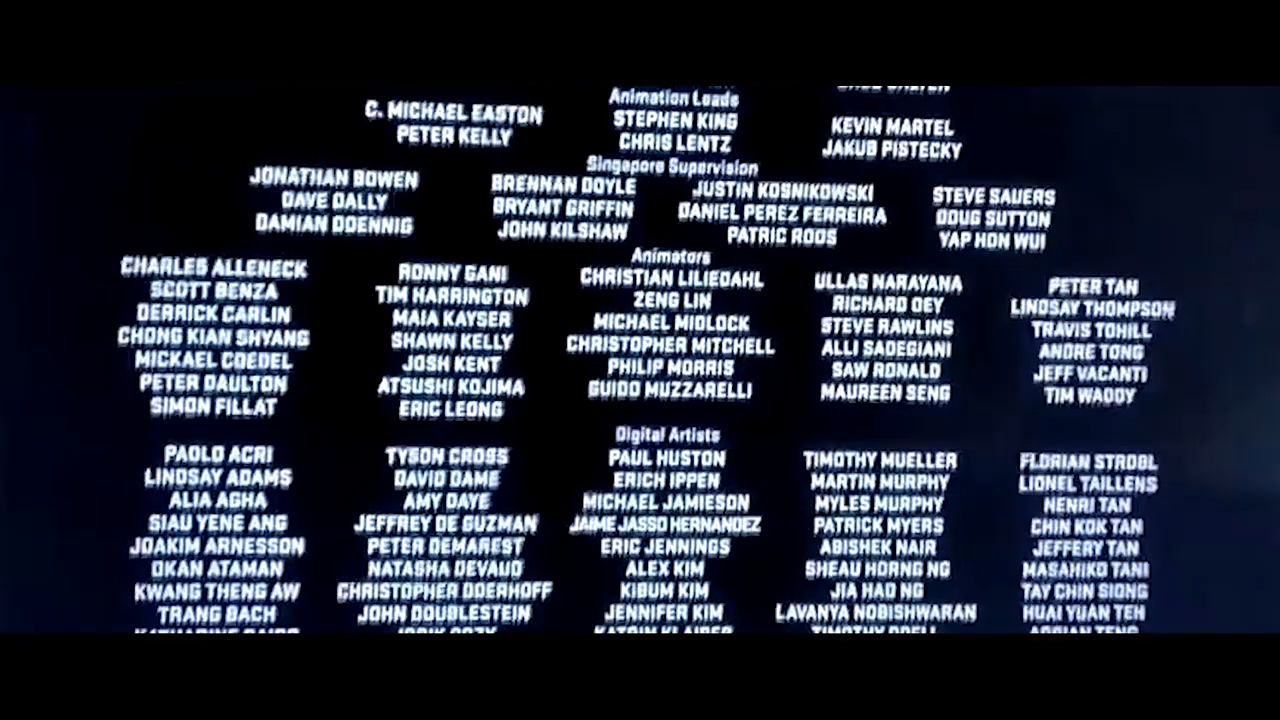 Animation Leads
C. MICHAEL EASTON STEPHEN KING KEVIN MARTEL
PETER KELLY CHRIS LENTZ JAKUB PISTECKY
Singapore Supervision
JONATHAN BOWEN BRENNAN DOYLE JUSTIN KOSNIKOWSKI STEVE SAUERS
DAVE DALLY BRYANT GRIFFIN DANIEL PEREZ FERREIRA DOUG SUTTON
DAMIAN DOENNIG JOHN KILSHAW PATRIC ROOS YAP HON WUI
Animators
CHARLES ALLENECK RONNY GANI CHRISTIAN LILIEDAHL ULLAS NARAYANA PETER TAN
SCOTT BENZA TIM HARRINGTON ZENG LIN RICHARD OEY LINDSAY THOMPSON
DERRICK CARLIN MAIA KAYSER MICHAEL MIDLOCK STEVE RAWLINS TRAVIS TOHILL
CHONG KIAN SHYANG SHAWN KELLY CHRISTOPHER MITCHELL ALLI SADEGIANI ANDRE TONG
MICKAEL COEDEL JOSH KENT PHILIP MORRIS SAW RONALD JEFF VACANTI
PETER DAULTON ATSUSHI KOJIMA GUIDO MUZZARELLI MAUREEN SENG TIM WADDY
SIMON FILLAT ERIC LEONG
Digital Artists
PAOLO ACRI TYSON CROSS PAUL HUSTON TIMOTHY MUELLER FLORIAN STROBL
LINDSAY ADAMS DAVID DAME ERICH IPPEN MARTIN MURPHY LIONEL TAILLENS
ALIA AGHA AMY DAYE MICHAEL JAMIESON MYLES MURPHY HENRI TAN
SIAU YENE ANG JEFFREY DE GUZMAN JAIME JASSO HERNANDEZ PATRICK MYERS CHIN KOK TAN
JOAKIM ARNESSON PETER DEMAREST ERIC JENNINGS ABISHEK NAIR JEFFERY TAN
OKAN ATAMAN NATASHA DEVAUD ALEX KIM SHEAU HORNG NG MASAHIKO TANI
KWANG THENG AW CHRISTOPHER DOERHOFF KIBUM KIM JIA HAO NG TAY CHIN SIONG
TRANG BACH JOHN DOUBLESTEIN JENNIFER KIM LAVANYA NOBISHWARAN HUAI YUAN TEH